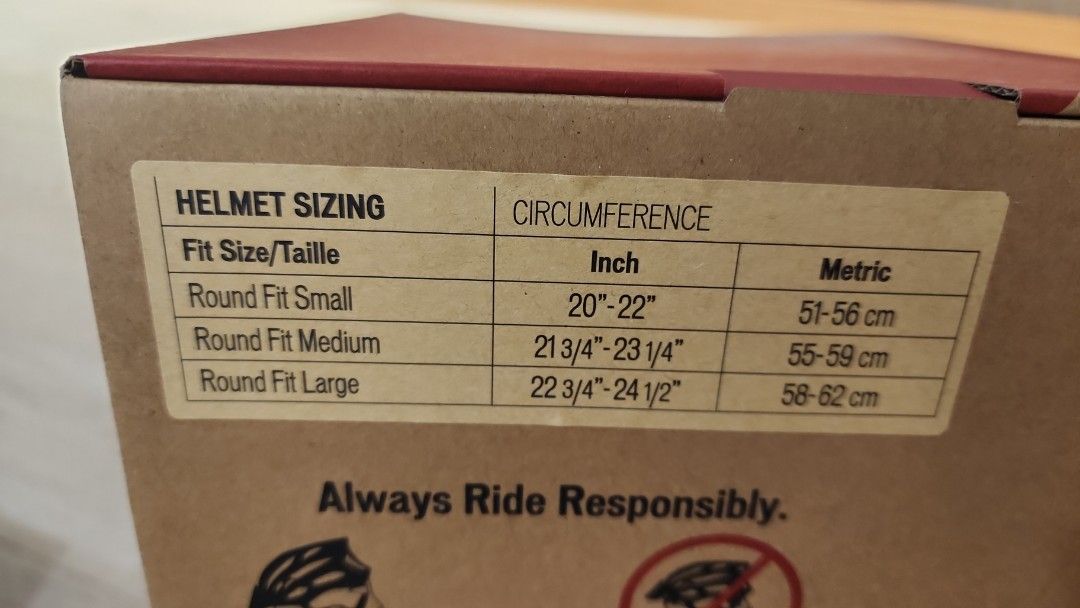 HELMET SIZING CIRCUMFERENCE
Fit Size/Taille Inch Metric
Round Fit Small 20”-22” 51-56 cm
Round Fit Medium 21 3/4”-23 1/4” 55-59 cm
Round Fit Large 22 3/4”-24 1/2” 58-62 cm
Always Ride Responsibly.